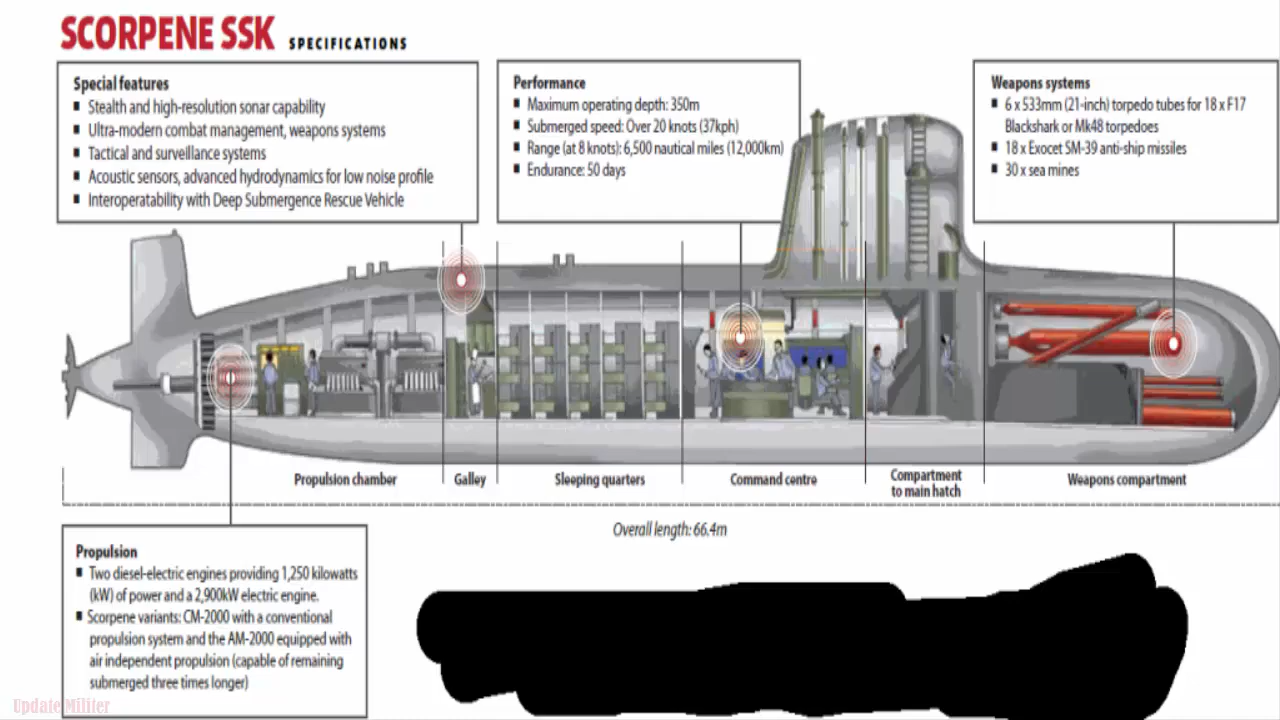 SCORPENE SSK SPECIFICATIONS
Special features
▪ Stealth and high-resolution sonar capability
▪ Ultra-modern combat management, weapons systems
▪ Tactical and surveillance systems
▪ Acoustic sensors, advanced hydrodynamics for low noise profile
▪ Interoperatability with Deep Submergence Rescue Vehicle
Performance
▪ Maximum operating depth: 350m
▪ Submerged speed: Over 20 knots (37kph)
▪ Range (at 8 knots): 6,500 nautical miles (12,000km)
▪ Endurance: 50 days
Weapons systems
▪ 6 x 533mm (21-inch) torpedo tubes for 18 x F17
Blackshark or Mk48 torpedoes
▪ 18 x Exocet SM-39 anti-ship missiles
▪ 30 x sea mines
Propulsion chamber
Galley
Sleeping quarters
Command centre
Compartment
to main hatch
Weapons compartment
Overall length: 66.4m
Propulsion
▪ Two diesel-electric engines providing 1,250 kilowatts
(kW) of power and a 2,900kW electric engine.
▪ Scorpene variants: CM-2000 with a conventional
propulsion system and the AM-2000 equipped with
air independent propulsion (capable of remaining
submerged three times longer)
Update Militer